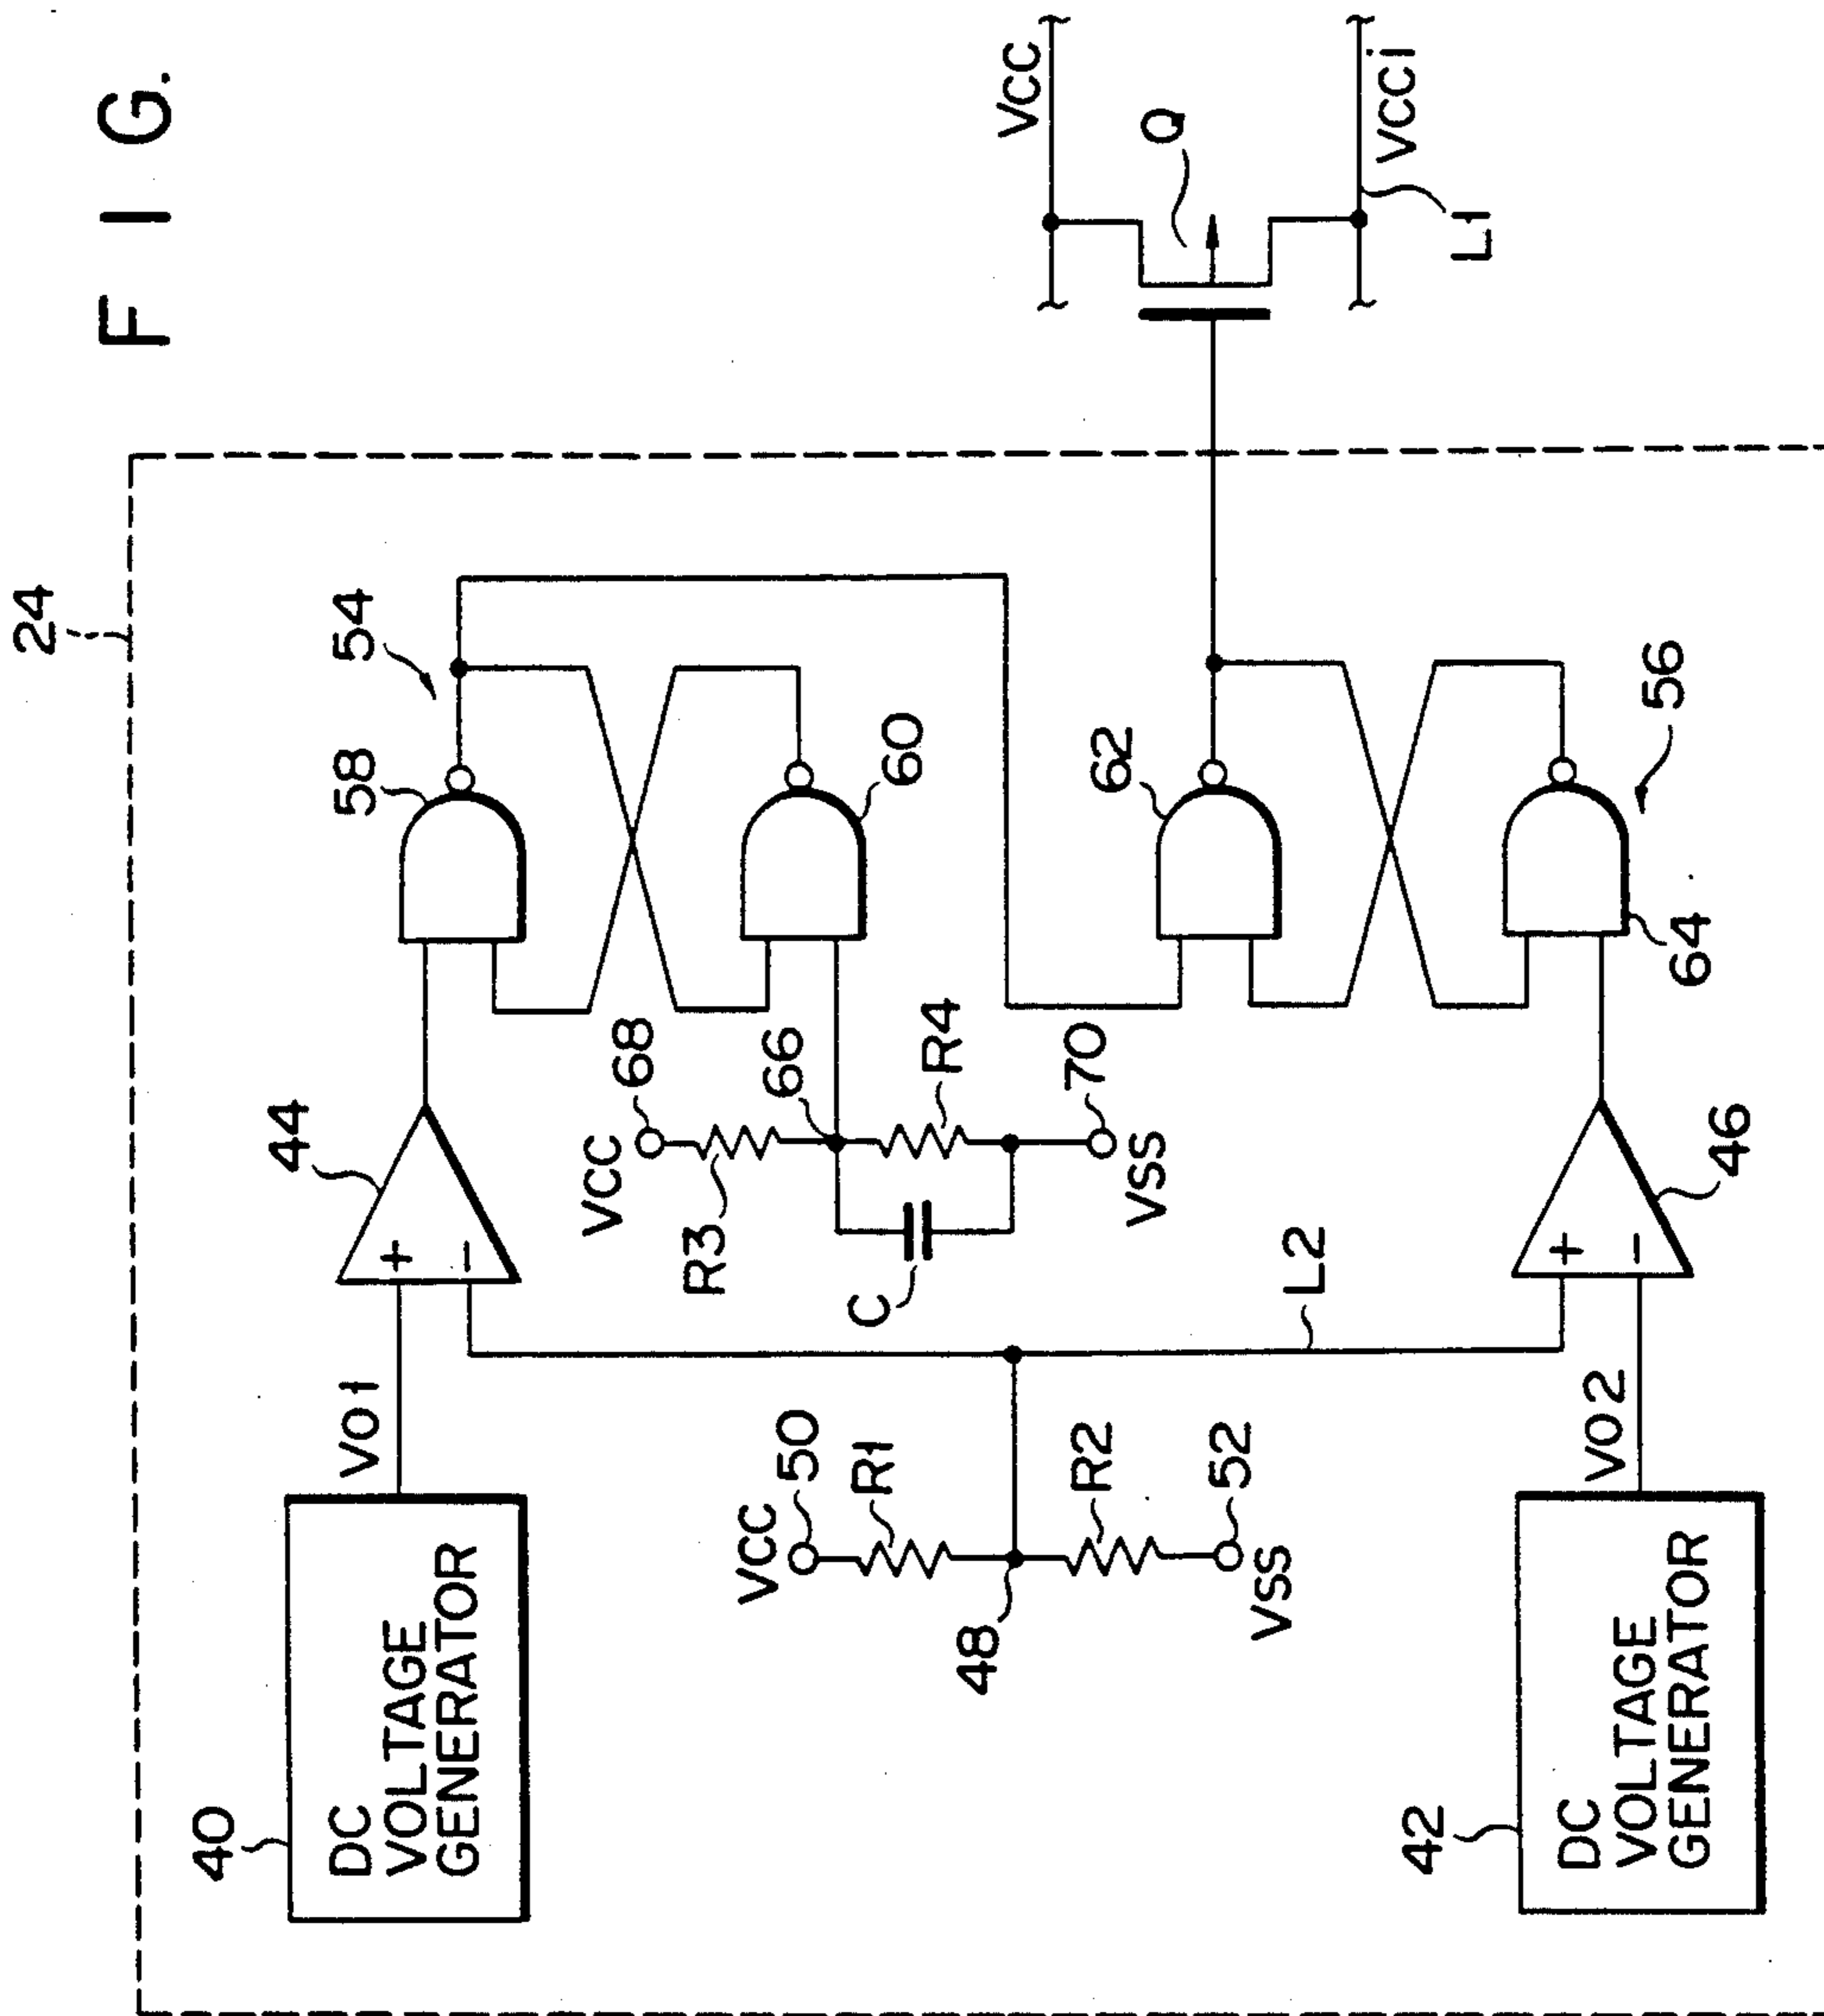 FIG.
24
VCC
Q
VCCi
L1
54
58
60
62
56
64
44
VCC
68
R3
66
R4
C
70
VSS
46
L2
VO1
VCC
50
R1
48
R2
52
VSS
VO2
40
DC
VOLTAGE
GENERATOR
42
DC
VOLTAGE
GENERATOR
+
−
+
−